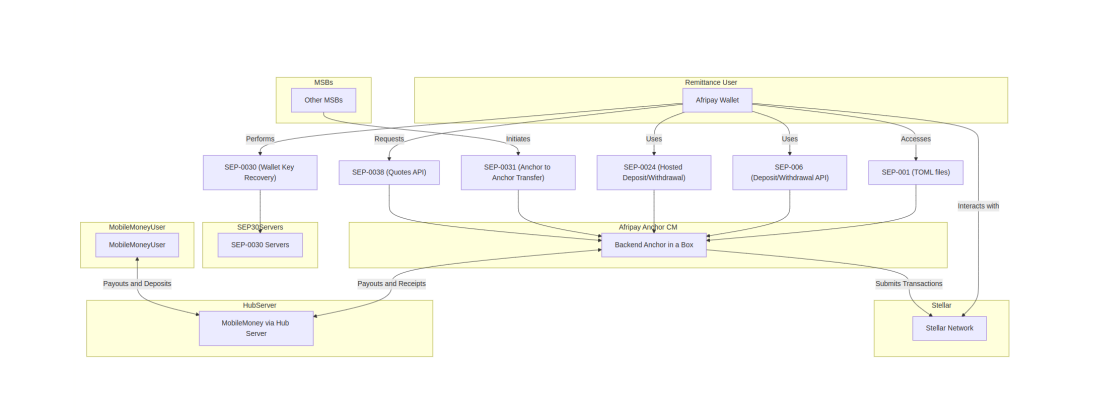 MSBs
Remittance User
Other MSBs
Afripay Wallet
Performs
Requests
Initiates
Uses
Uses
Accesses
SEP-0030 (Wallet Key
Recovery)
SEP-0038 (Quotes API)
SEP-0031 (Anchor to
Anchor Transfer)
SEP-0024 (Hosted
Deposit/Withdrawal)
SEP-006
(Deposit/Withdrawal API)
SEP-001 (TOML files)
Interacts with
MobileMoneyUser
SEP30Servers
Afripay Anchor CM
MobileMoneyUser
SEP-0030 Servers
Backend Anchor in a Box
Payouts and Deposits
Payouts and Receipts
Submits Transactions
HubServer
Stellar
MobileMoney via Hub
Server
Stellar Network